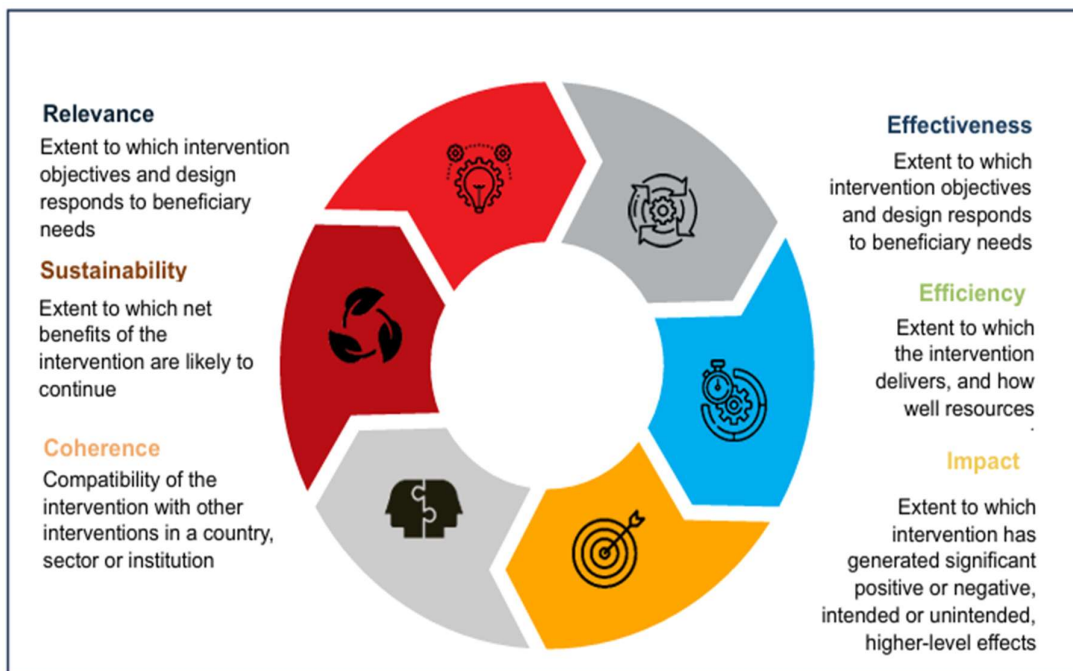 Relevance
Extent to which intervention
objectives and design
responds to beneficiary
needs
Sustainability
Extent to which net
benefits of the
intervention are likely to
continue
Coherence
Compatibility of the
intervention with other
interventions in a country,
sector or institution
Effectiveness
Extent to which
intervention objectives
and design responds
to beneficiary needs
Efficiency
Extent to which
the intervention
delivers, and how
well resources
.
Impact
Extent to which
intervention has
generated significant
positive or negative,
intended or unintended,
higher-level effects